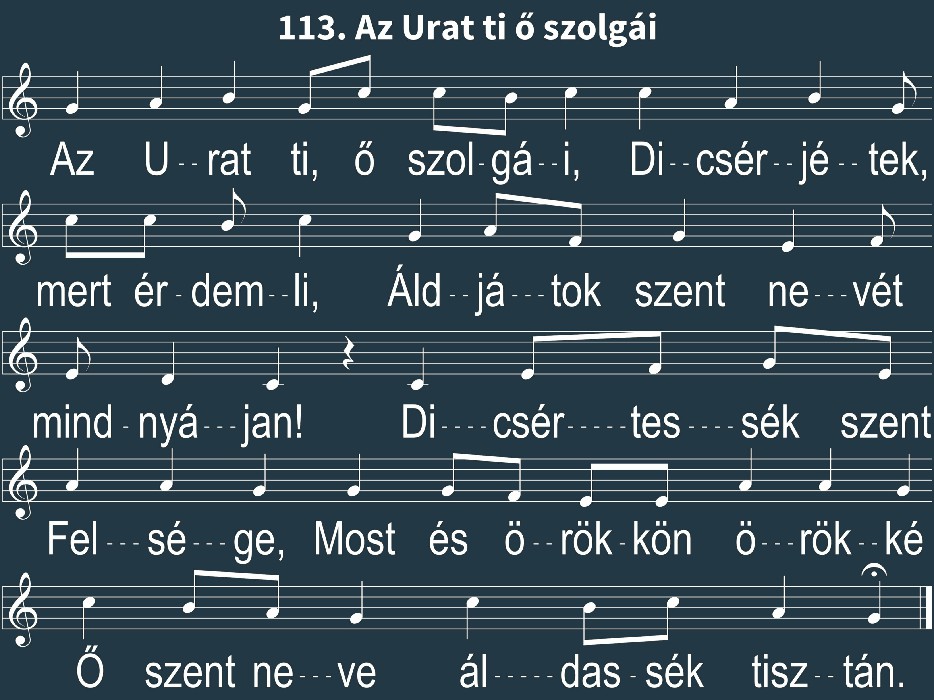 113. Az Urat ti ő szolgái
Az U--rat ti, ő szol-gá--i, Di--csér--jé--tek,
mert ér-dem--li, Áld--já---tok szent ne---vét
mind-nyá---jan! Di----csér-----tes----sék szent
Fel---sé---ge, Most és ö--rök-kön ö---rök--ké
Ő szent ne---ve ál-----das---sék tisz--tán.